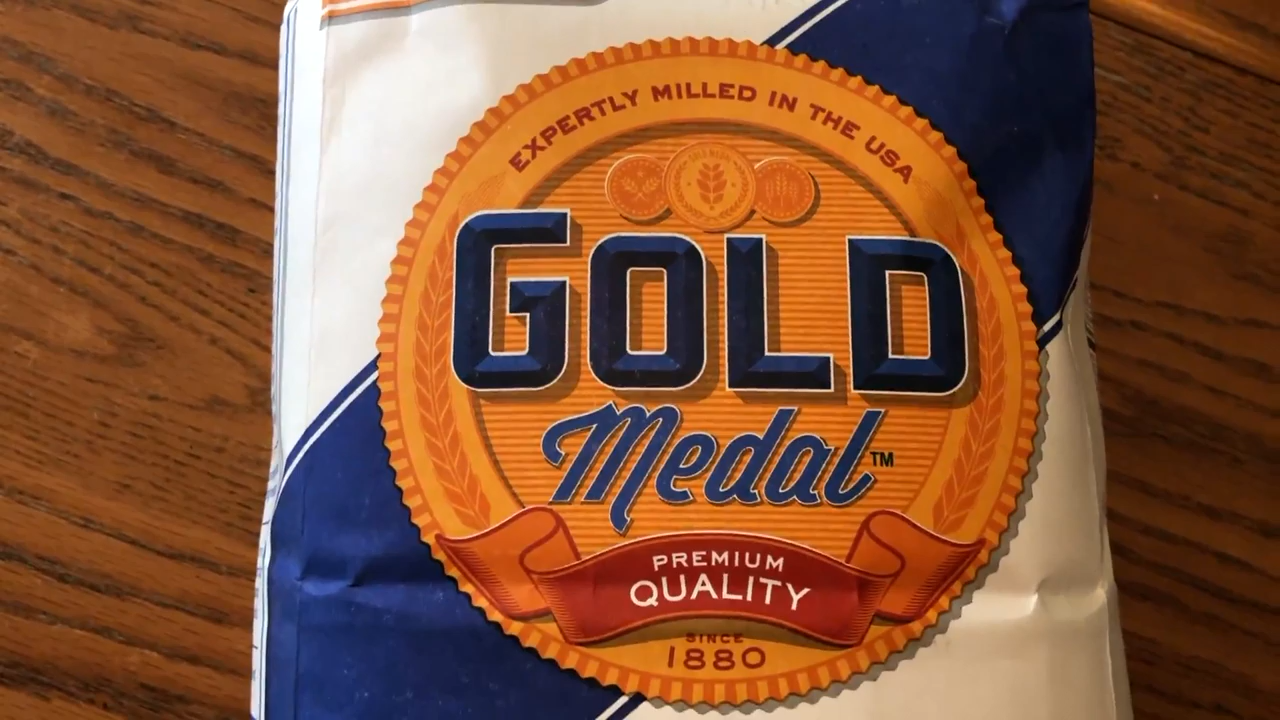 EXPERTLY MILLED IN THE USA
GOLD
Medal™
PREMIUM
QUALITY
SINCE
1880